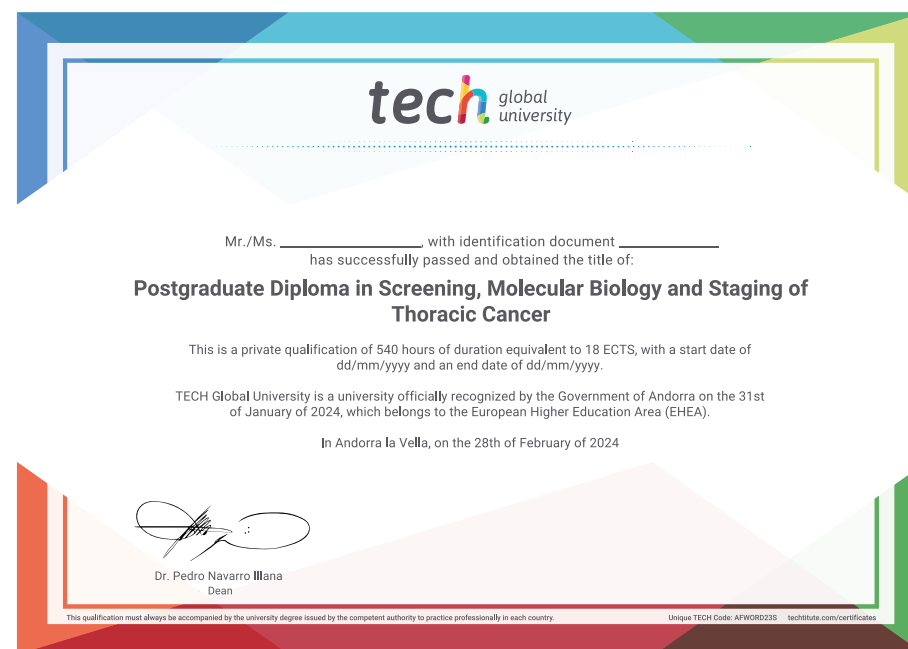 tech global
university
Mr./Ms. ____________, with identification document ____________
has successfully passed and obtained the title of:
Postgraduate Diploma in Screening, Molecular Biology and Staging of
Thoracic Cancer
This is a private qualification of 540 hours of duration equivalent to 18 ECTS, with a start date of
dd/mm/yyyy and an end date of dd/mm/yyyy.
TECH Global University is a university officially recognized by the Government of Andorra on the 31st
of January of 2024, which belongs to the European Higher Education Area (EHEA).
In Andorra la Vella, on the 28th of February of 2024
Dr. Pedro Navarro Illana
Dean
This qualification must always be accompanied by the university degree issued by the competent authority to practice professionally in each country. Unique TECH Code: AFWORD23S techtitute.com/certificates